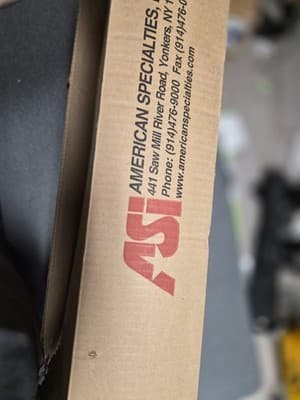 ASI
AMERICAN SPECIALTIES,
441 Saw Mill River Road, Yonkers, NY
Phone: (914)476-9000 Fax (914)476-
www.americanspecialties.com